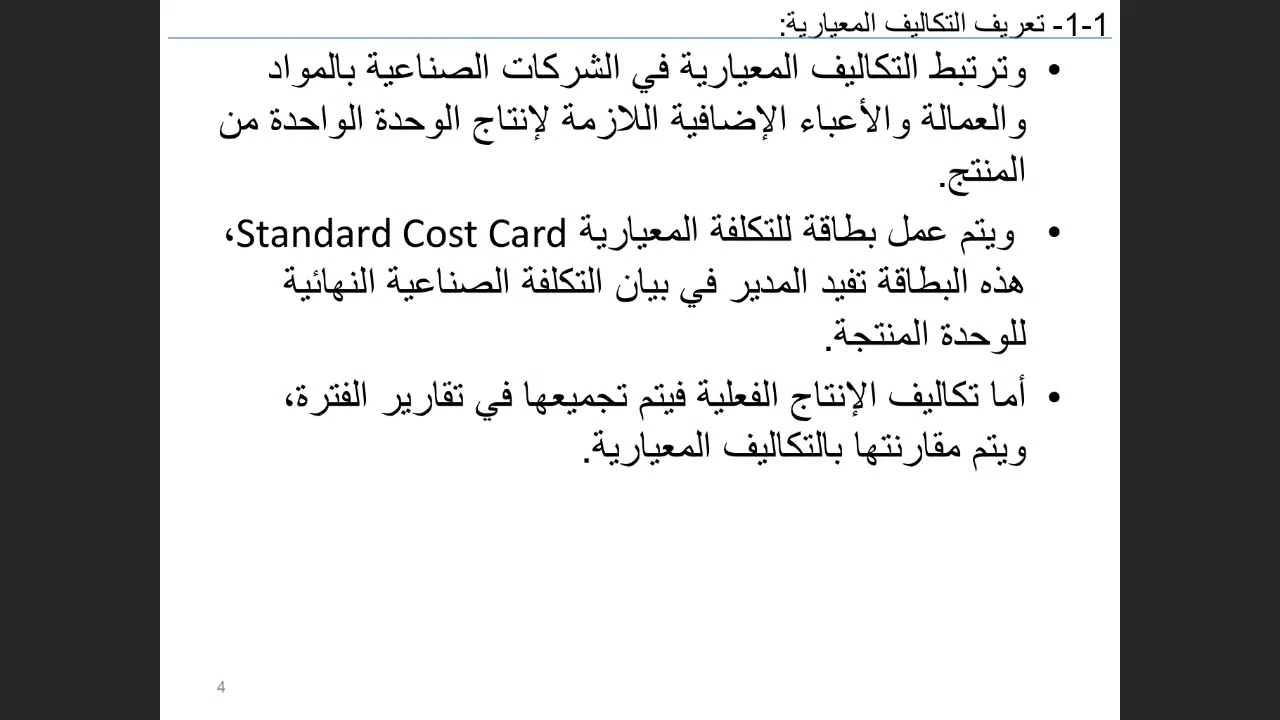 1-1- تعريف التكاليف المعيارية:
• وترتبط التكاليف المعيارية في الشركات الصناعية بالمواد
والعمالة والأعباء الإضافية اللازمة لإنتاج الوحدة الواحدة من
المنتج.
• ويتم عمل بطاقة للتكلفة المعيارية Standard Cost Card،
هذه البطاقة تفيد المدير في بيان التكلفة الصناعية النهائية
للوحدة المنتجة.
• أما تكاليف الإنتاج الفعلية فيتم تجميعها في تقارير الفترة،
ويتم مقارنتها بالتكاليف المعيارية.
4